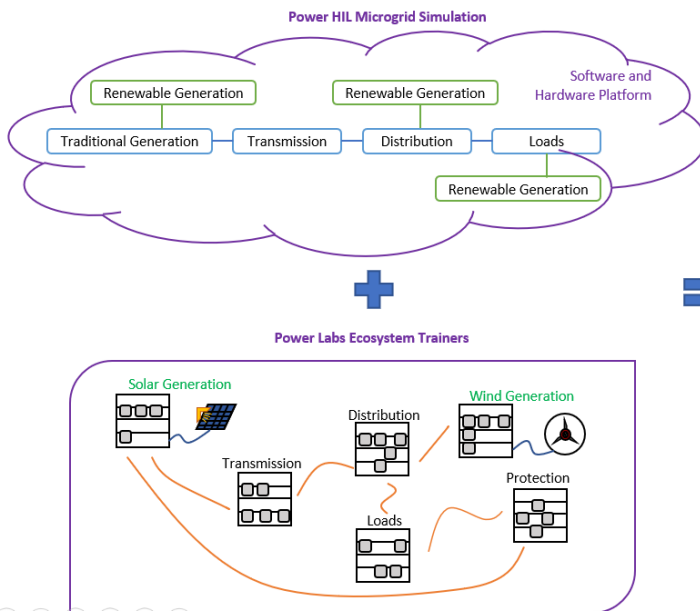 Power HIL Microgrid Simulation
Software and
Hardware Platform
Renewable Generation
Renewable Generation
Traditional Generation
Transmission
Distribution
Loads
Renewable Generation
Power Labs Ecosystem Trainers
Solar Generation
Wind Generation
Distribution
Transmission
Protection
Loads